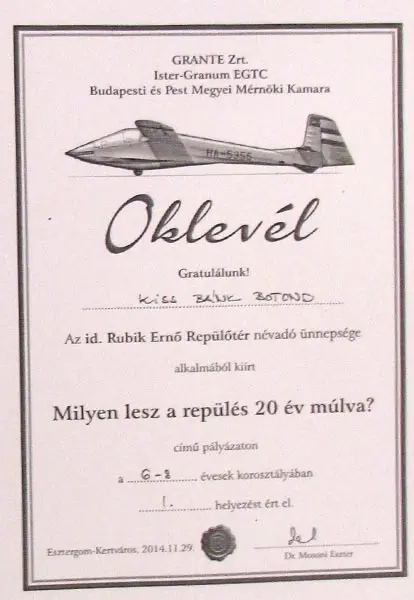 GRANTE Zrt.
Ister-Granum EGTC
Budapesti és Pest Megyei Mérnöki Kamara
HA-5356
Oklevél
Gratulálunk!
KISS BÁNK BOTOND
Az id. Rubik Ernő Repülőtér névadó ünnepsége
alkalmából kiírt
Milyen lesz a repülés 20 év múlva?
című pályázaton
a 6-8 évesek korosztályában
1. helyezést ért el.
Esztergom-Kertváros, 2014.11.29.
Dr. Mosoni Eszter